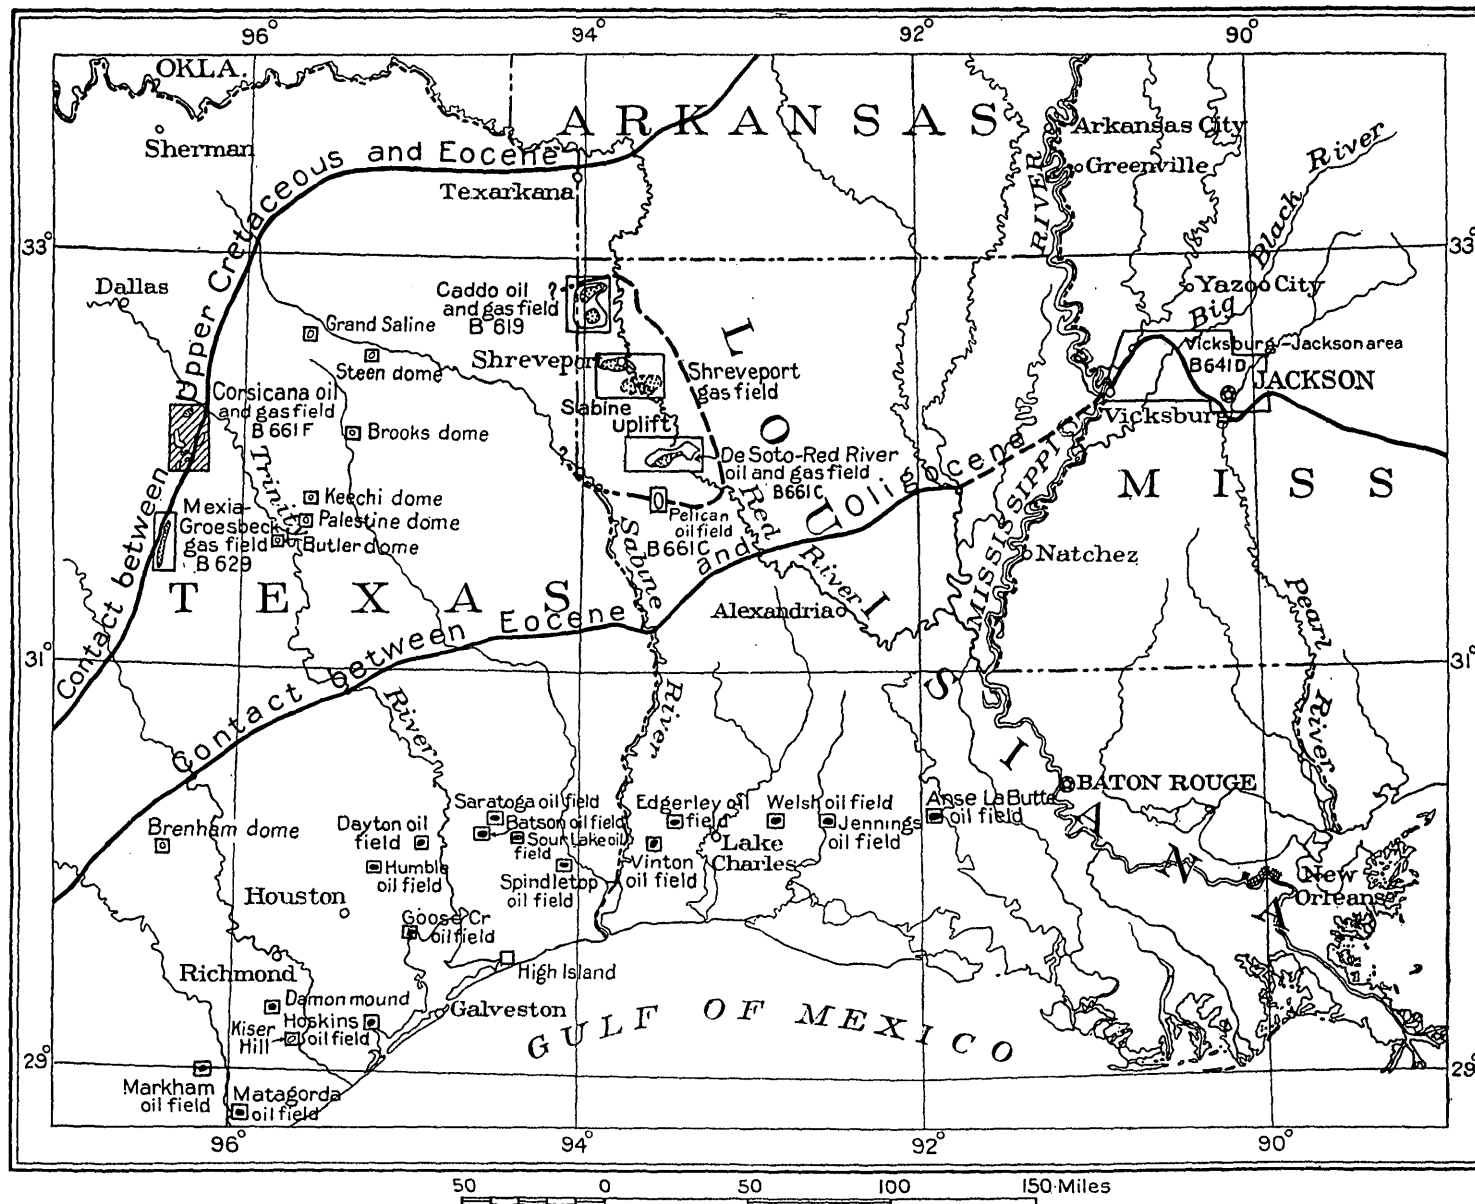 96° 94° 92° 90°
OKLA.
ARKANSAS
Sherman
Arkansas City
Greenville
Texarkana
Contact between Upper Cretaceous and Eocene
MISSISSIPPI RIVER
Big Black River
33° 33°
Dallas
Yazoo City
Caddo oil
and gas field
B 619
?
Grand Saline
Steen dome
Shreveport
Shreveport
gas field
Vicksburg-Jackson area
B641D
JACKSON
Vicksburg
Corsicana oil
and gas field
B 661 F
Sabine
uplift
Brooks dome
De Soto-Red River
oil and gas field
B661C
?
Trinity
River
Keechi dome
Palestine dome
Butler dome
Mexia-
Groesbeck
gas field
B 629
Pelican
oil field
B 661C
Red River
Sabine
River
Natchez
MISS
TEXAS
LOUISIANA
Alexandria
Contact between Eocene and Oligocene
Pearl River
31° 31°
BATON ROUGE
Saratoga oil field
Batson oil field
Sour Lake oil
field
Edgerley oil
field
Welsh oil field
Jennings
oil field
Anse La Butte
oil field
Brenham dome
Dayton oil
field
Humble
oil field
Spindletop
oil field
Vinton
oil field
Lake
Charles
New
Orleans
Houston
Goose Cr
oil field
Richmond
High Island
Damon mound
Hoskins
oil field
Kiser
Hill
Galveston
GULF OF MEXICO
29° 29°
Markham
oil field
Matagorda
oil field
96° 94° 92° 90°
50 0 50 100 150 Miles